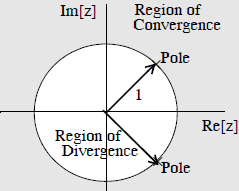 Im[z]
Region of
Convergence
Pole
1
Re[z]
Region of
Divergence
Pole